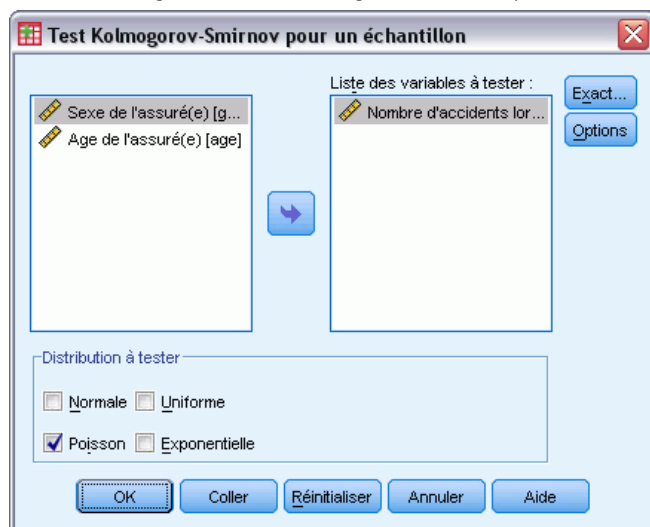 Test Kolmogorov-Smirnov pour un échantillon
Liste des variables à tester :
Sexe de l'assuré(e) [g...
Age de l'assuré(e) [age]
Nombre d'accidents lor...
Exact...
Options
Distribution à tester
Normale
Uniforme
Poisson
Exponentielle
OK
Coller
Réinitialiser
Annuler
Aide